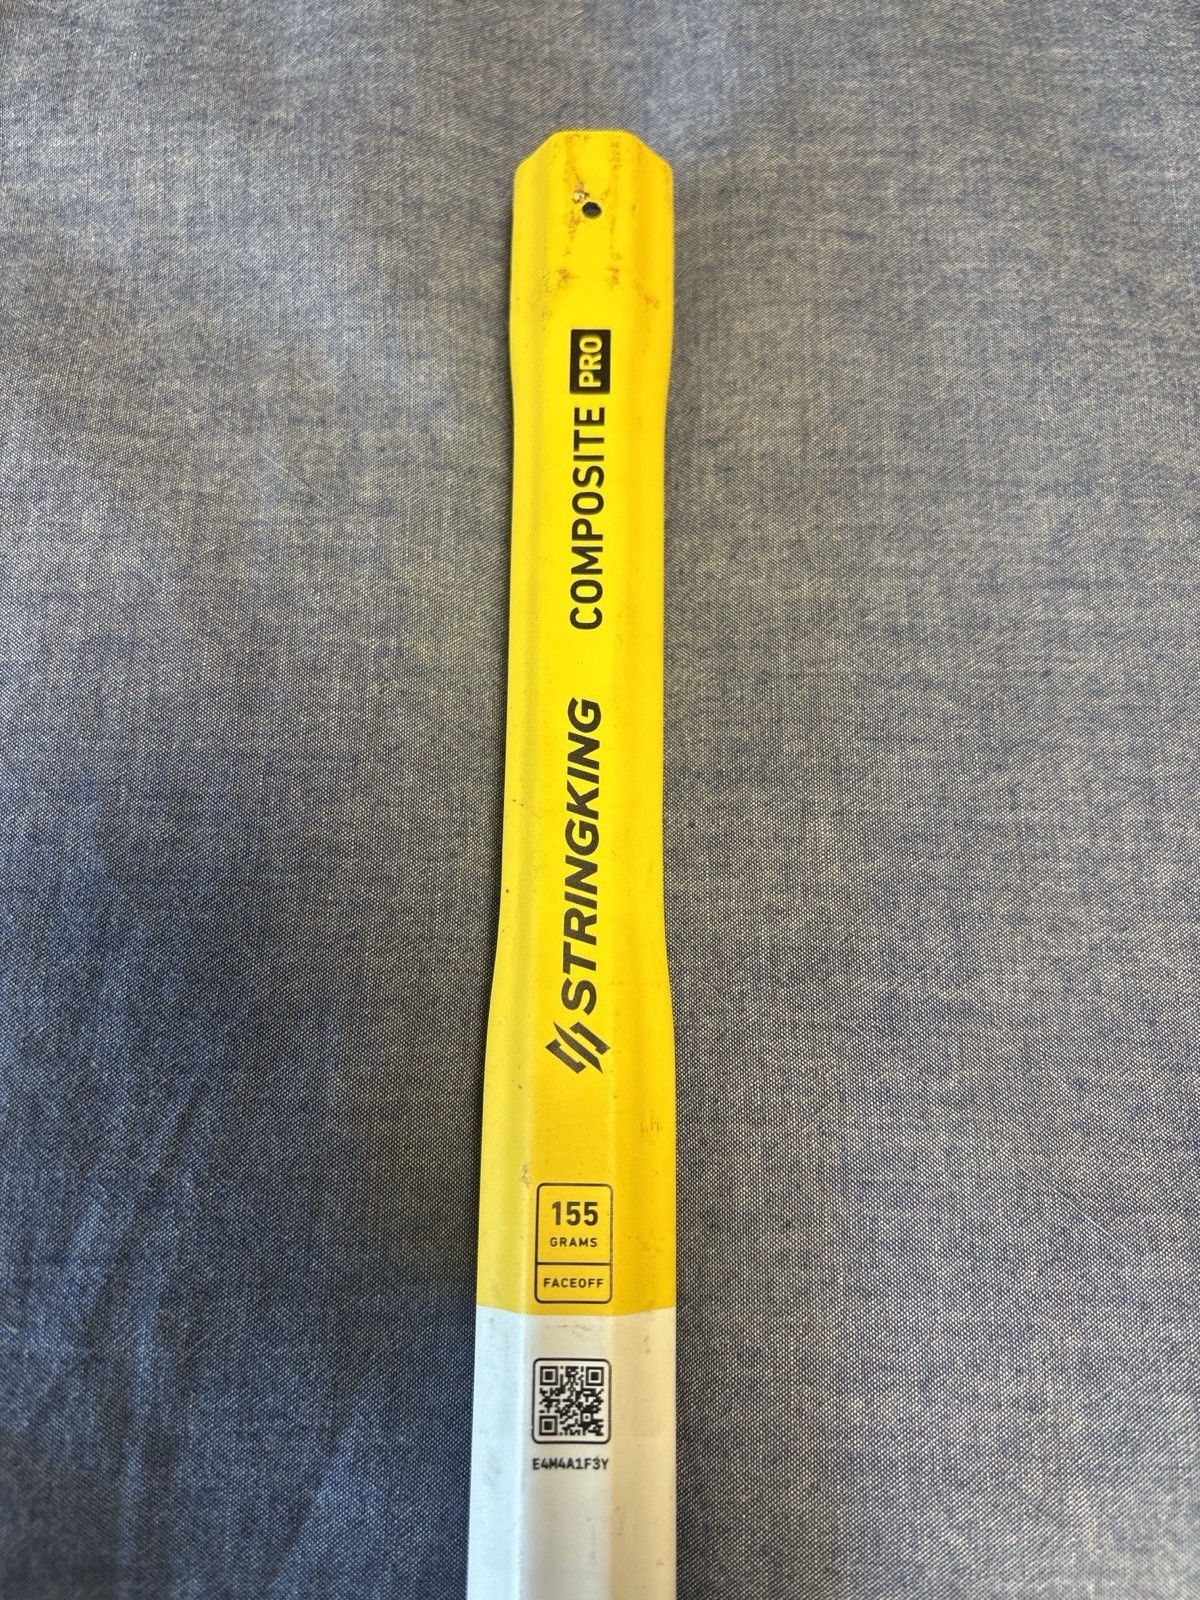 COMPOSITE PRO
STRINGKING
155
GRAMS
FACEOFF
E4M4A1F3Y